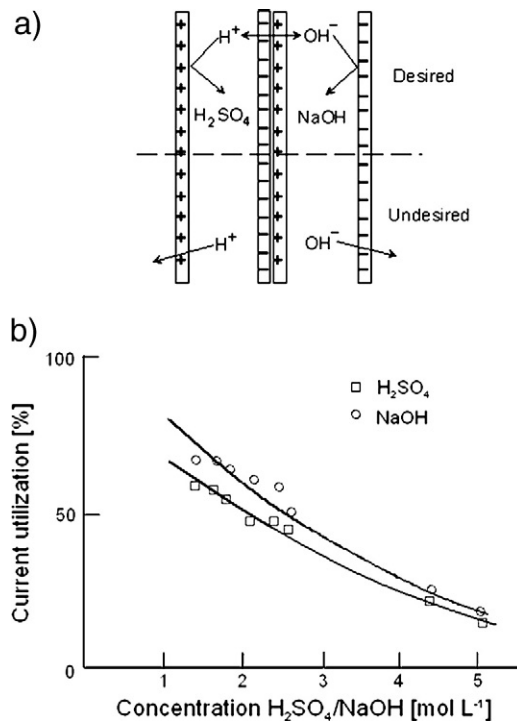 a)
H⁺ OH⁻
H₂SO₄ NaOH
Desired
Undesired
H⁺ OH⁻
b)
100
50
0
Current utilization [%]
H₂SO₄
NaOH
1 2 3 4 5
Concentration H₂SO₄/NaOH [mol L⁻¹]